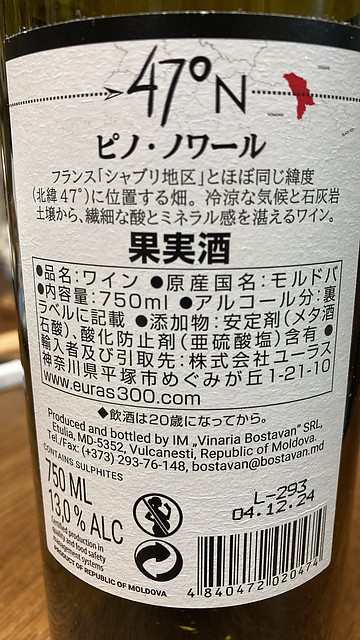 47°N
ピノ・ノワール
フランス「シャブリ地区」とほぼ同じ緯度
(北緯47°)に位置する畑。冷涼な気候と石灰岩
土壌から、繊細な酸とミネラル感を湛えるワイン。
果実酒
●品名:ワイン ●原産国名:モルドバ
●内容量:750ml ●アルコール分:裏
ラベルに記載 ●添加物:安定剤(メタ酒
石酸)、酸化防止剤(亜硫酸塩)含有 ●
輸入者及び引取先:株式会社ユーラス
神奈川県平塚市めぐみが丘1-21-10
www.euras300.com
◆飲酒は20歳になってから。
Produced and bottled by IM „Vinaria Bostavan" SRL,
Etulia, MD-5352, Vulcanesti, Republic of Moldova.
Tel./Fax: (+373) 293-76-148, bostavan@bostavan.md
CONTAINS SULPHITES
750 ML
13.0% ALC
Certified production in
quality and food safety
management systems
PRODUCT OF REPUBLIC OF MOLDOVA
L-293
04.12.24
4 840472 020474